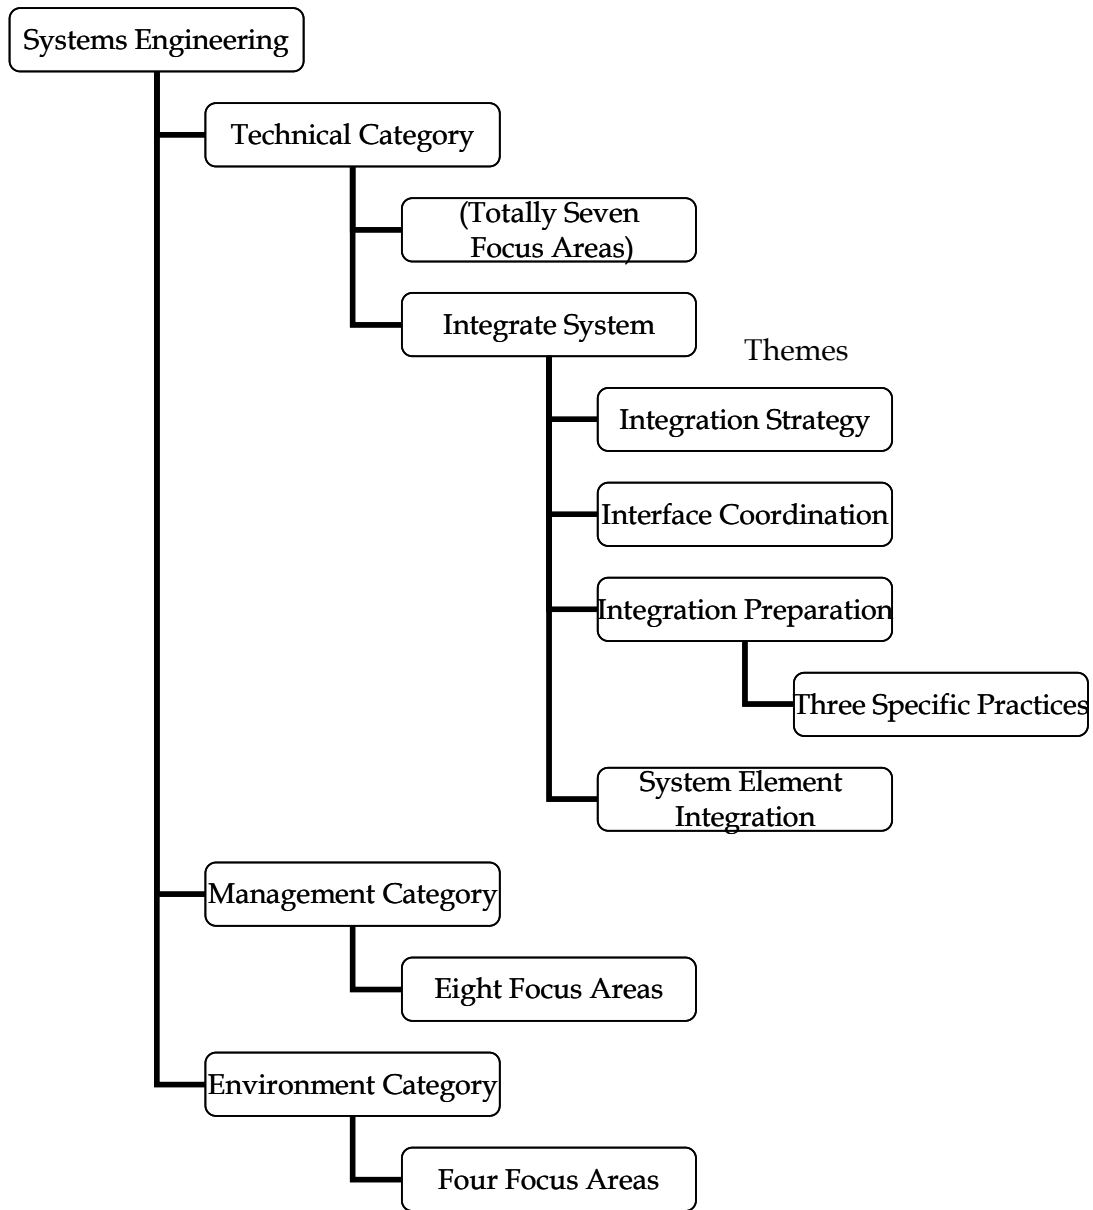 Systems Engineering
Technical Category
(Totally Seven
Focus Areas)
Integrate System
Themes
Integration Strategy
Interface Coordination
Integration Preparation
Three Specific Practices
System Element
Integration
Management Category
Eight Focus Areas
Environment Category
Four Focus Areas